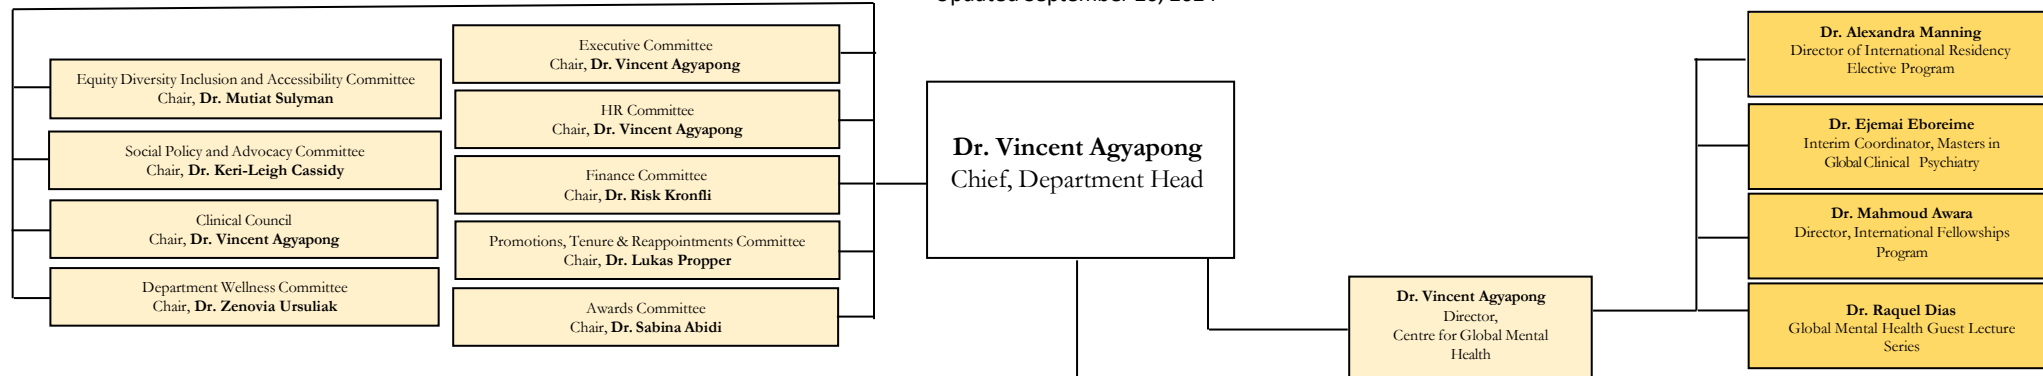 Equity Diversity Inclusion and Accessibility Committee
Chair, Dr. Mutiat Sulyman
Social Policy and Advocacy Committee
Chair, Dr. Keri-Leigh Cassidy
Clinical Council
Chair, Dr. Vincent Agyapong
Department Wellness Committee
Chair, Dr. Zenovia Ursuliak
Executive Committee
Chair, Dr. Vincent Agyapong
HR Committee
Chair, Dr. Vincent Agyapong
Finance Committee
Chair, Dr. Risk Kronfli
Promotions, Tenure & Reappointments Committee
Chair, Dr. Lukas Propper
Awards Committee
Chair, Dr. Sabina Abidi
Dr. Vincent Agyapong
Chief, Department Head
Dr. Vincent Agyapong
Director,
Centre for Global Mental
Health
Dr. Alexandra Manning
Director of International Residency
Elective Program
Dr. Ejemai Eboreime
Interim Coordinator, Masters in
Global Clinical Psychiatry
Dr. Mahmoud Awara
Director, International Fellowships
Program
Dr. Raquel Dias
Global Mental Health Guest Lecture
Series